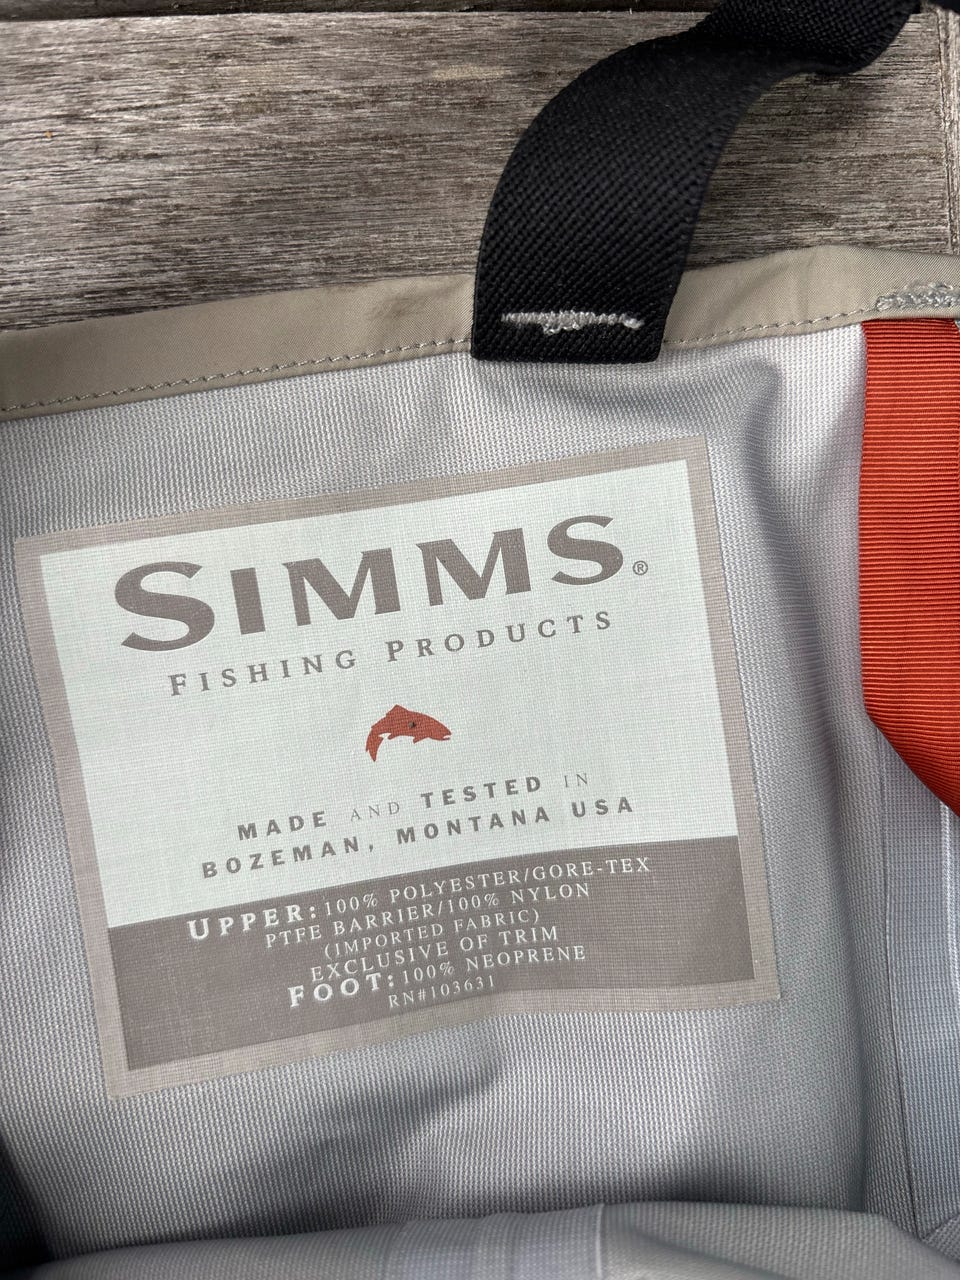 SIMMS®
FISHING PRODUCTS
MADE AND TESTED IN
BOZEMAN, MONTANA USA
UPPER: 100% POLYESTER/GORE-TEX
PTFE BARRIER/100% NYLON
(IMPORTED FABRIC)
EXCLUSIVE OF TRIM
FOOT: 100% NEOPRENE
RN#103631